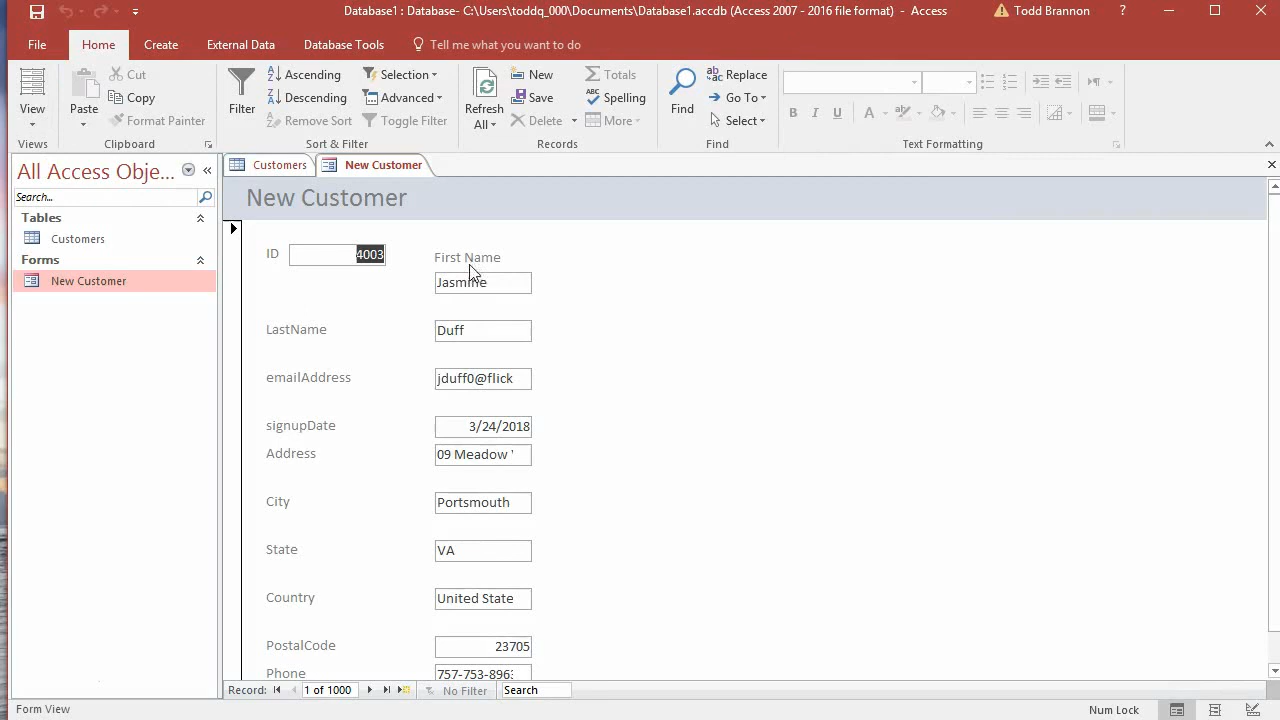 Database1 : Database- C:\Users\toddq_000\Documents\Database1.accdb (Access 2007 - 2016 file format) - Access
Todd Brannon
?
File
Home
Create
External Data
Database Tools
Tell me what you want to do
View
Views
Paste
Cut
Copy
Format Painter
Clipboard
Filter
Ascending
Descending
Remove Sort
Selection
Advanced
Toggle Filter
Sort & Filter
Refresh
All
New
Save
Delete
Totals
Spelling
More
Records
Find
Replace
Go To
Select
Find
B I U
A
Text Formatting
All Access Obje...
Search...
Tables
Customers
Forms
New Customer
Customers
New Customer
New Customer
ID 4003
First Name
Jasmine
LastName Duff
emailAddress jduff0@flick
signupDate 3/24/2018
Address 09 Meadow '
City Portsmouth
State VA
Country United State
PostalCode 23705
Phone 757-753-896
Record: 1 of 1000 No Filter Search
Form View
Num Lock